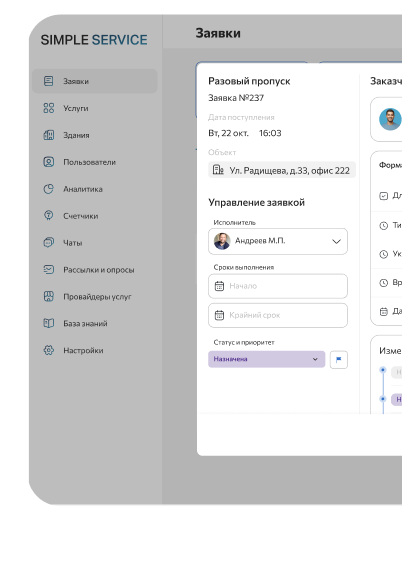 SIMPLE SERVICE
Заявки
Услуги
Здания
Пользователи
Аналитика
Счетчики
Чаты
Рассылки и опросы
Провайдеры услуг
База знаний
Настройки
Заявки
Разовый пропуск
Заявка №237
Дата поступления
Вт, 22 окт. 16:03
Объект
Ул. Радищева, д.33, офис 222
Управление заявкой
Исполнитель
Андреев М.П.
Сроки выполнения
Начало
Крайний срок
Статус и приоритет
Назначена
Заказч
Форма
Дл
Ти
Ук
Вр
Да
Изме
Н
Н